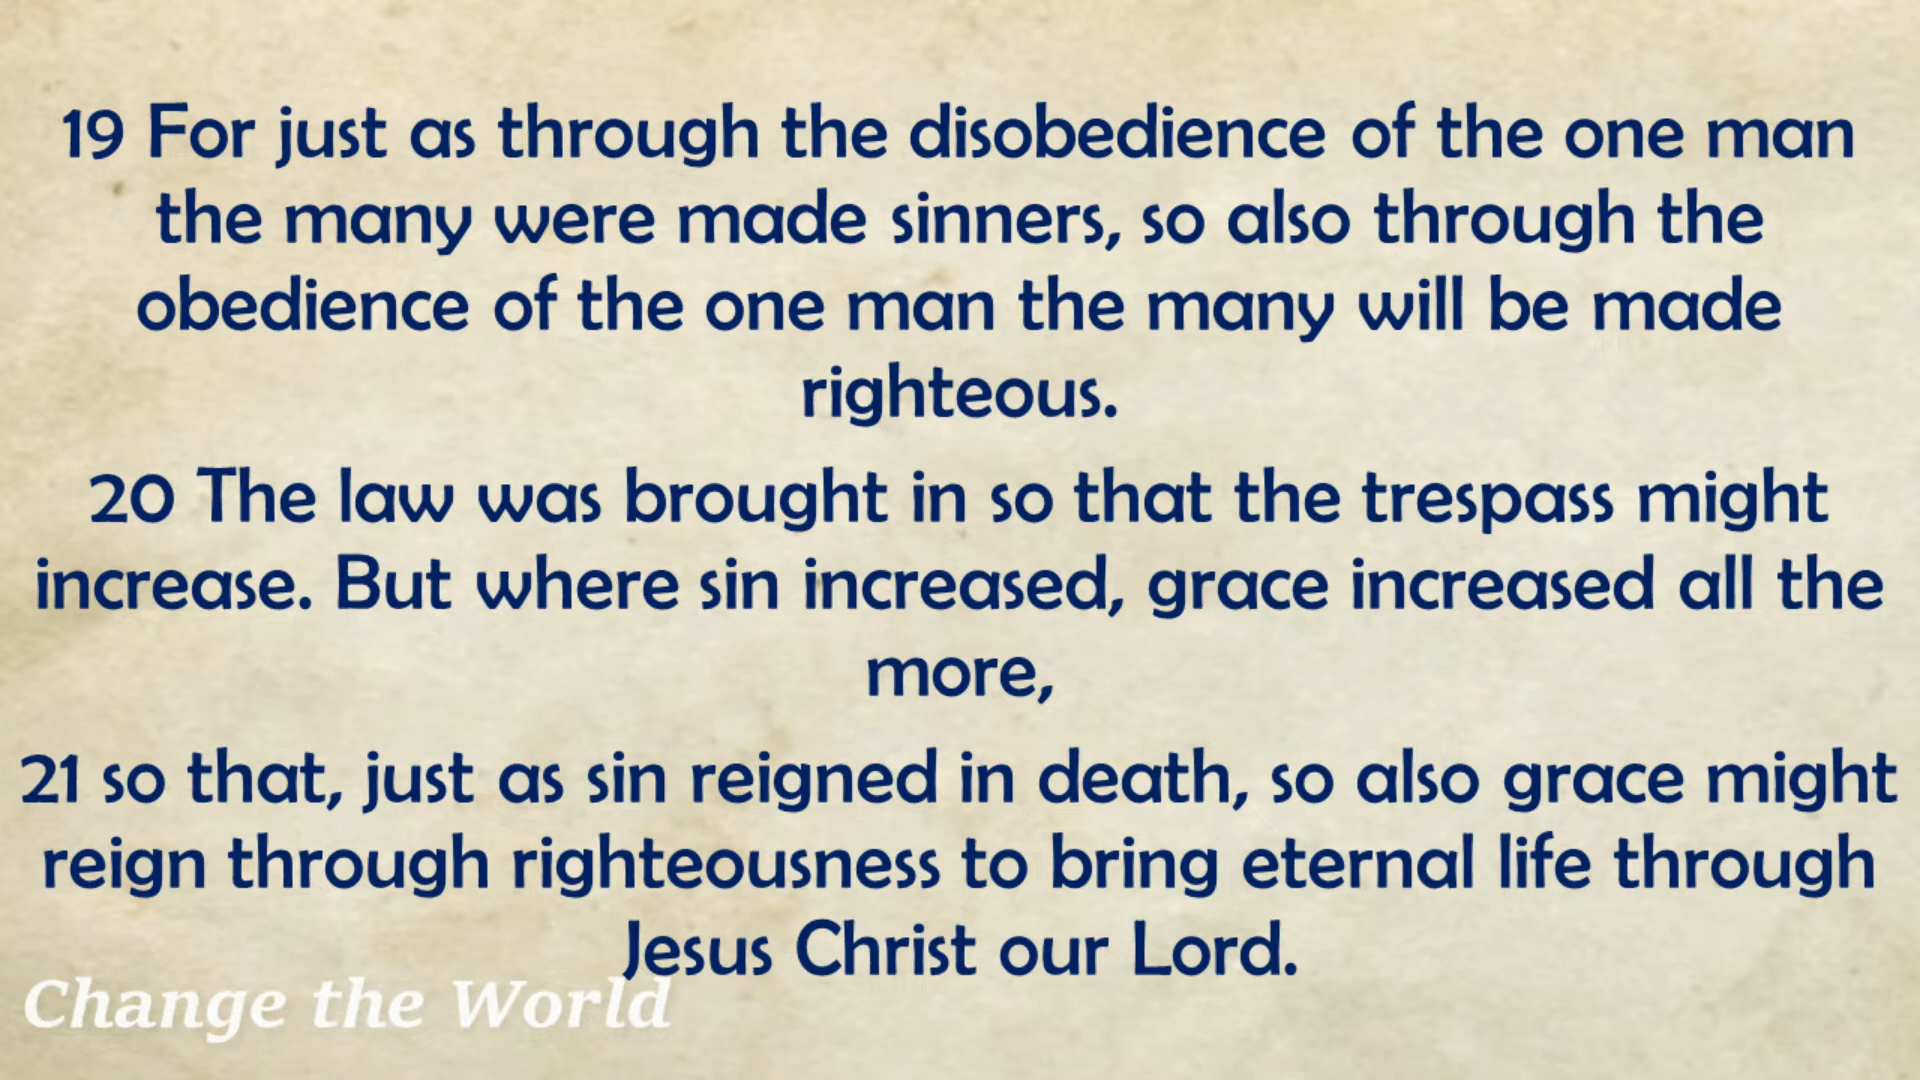 19 For just as through the disobedience of the one man
the many were made sinners, so also through the
obedience of the one man the many will be made
righteous.
20 The law was brought in so that the trespass might
increase. But where sin increased, grace increased all the
more,
21 so that, just as sin reigned in death, so also grace might
reign through righteousness to bring eternal life through
Jesus Christ our Lord.
Change the World